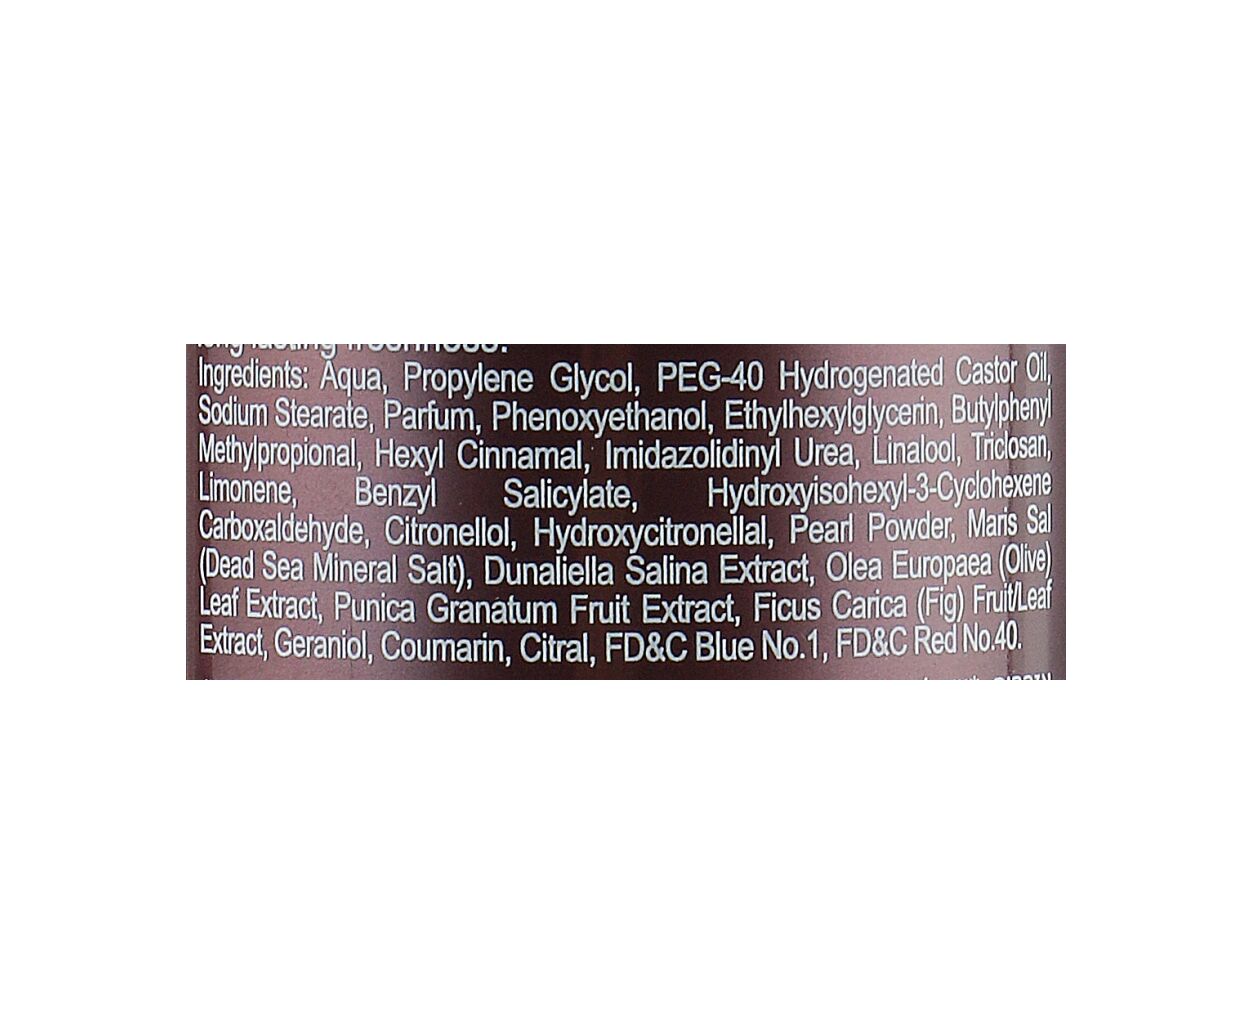 long lasting freshness.
Ingredients: Aqua, Propylene Glycol, PEG-40 Hydrogenated Castor Oil,
Sodium Stearate, Parfum, Phenoxyethanol, Ethylhexylglycerin, Butylphenyl
Methylpropional, Hexyl Cinnamal, Imidazolidinyl Urea, Linalool, Triclosan,
Limonene, Benzyl Salicylate, Hydroxyisohexyl-3-Cyclohexene
Carboxaldehyde, Citronellol, Hydroxycitronellal, Pearl Powder, Maris Sal
(Dead Sea Mineral Salt), Dunaliella Salina Extract, Olea Europaea (Olive)
Leaf Extract, Punica Granatum Fruit Extract, Ficus Carica (Fig) Fruit/Leaf
Extract, Geraniol, Coumarin, Citral, FD&C Blue No.1, FD&C Red No.40.